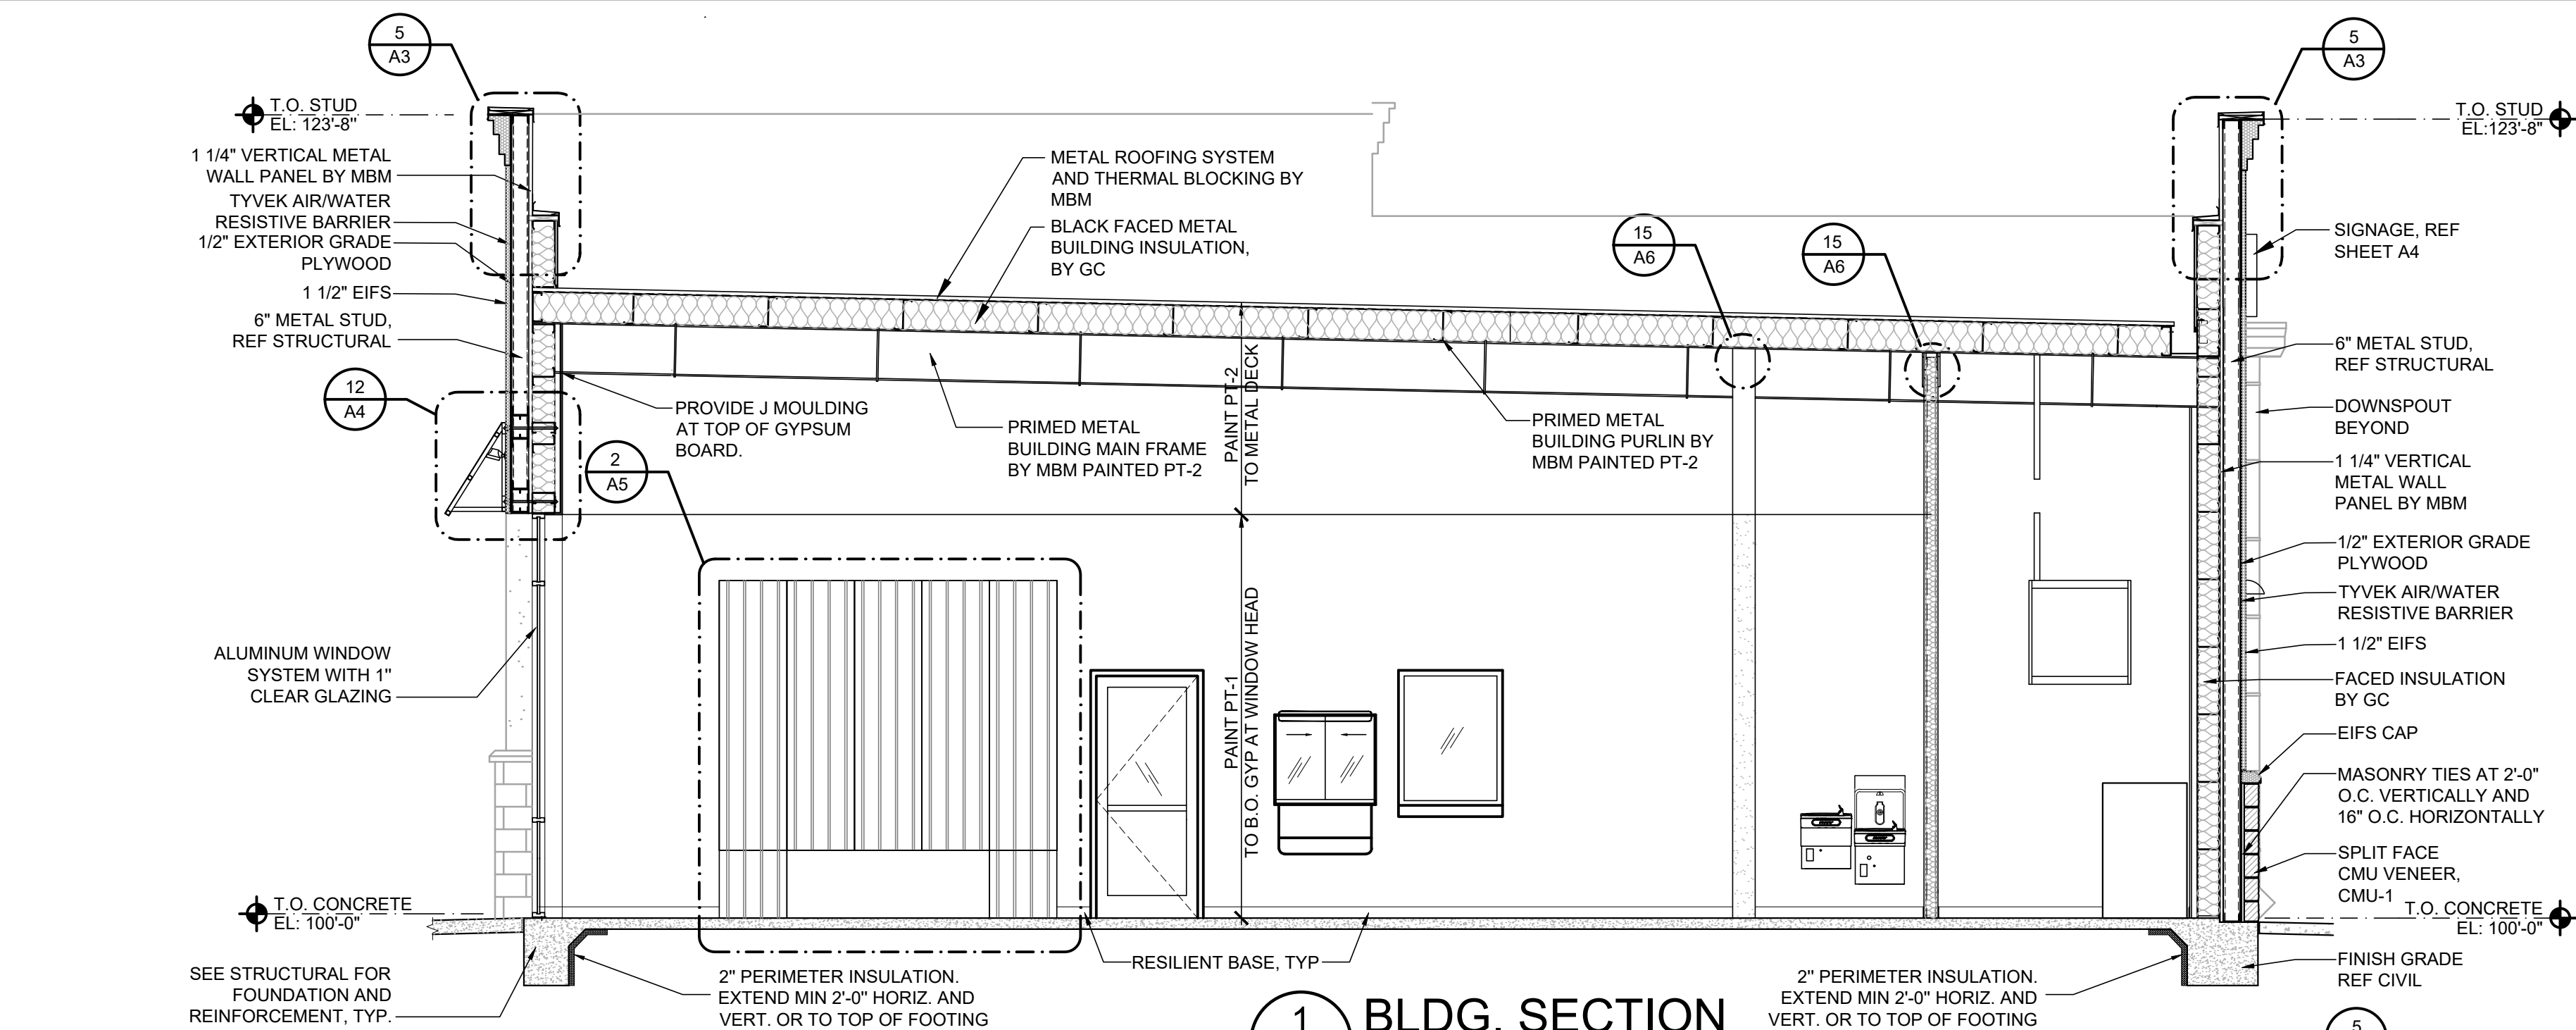 5
A3
5
A3
T.O. STUD
EL: 123'-8"
T.O. STUD
EL:123'-8"
1 1/4" VERTICAL METAL
WALL PANEL BY MBM
TYVEK AIR/WATER
RESISTIVE BARRIER
1/2" EXTERIOR GRADE
PLYWOOD
1 1/2" EIFS
6" METAL STUD,
REF STRUCTURAL
12
A4
METAL ROOFING SYSTEM
AND THERMAL BLOCKING BY
MBM
BLACK FACED METAL
BUILDING INSULATION,
BY GC
15
A6
15
A6
SIGNAGE, REF
SHEET A4
6" METAL STUD,
REF STRUCTURAL
DOWNSPOUT
BEYOND
1 1/4" VERTICAL
METAL WALL
PANEL BY MBM
1/2" EXTERIOR GRADE
PLYWOOD
TYVEK AIR/WATER
RESISTIVE BARRIER
1 1/2" EIFS
FACED INSULATION
BY GC
EIFS CAP
MASONRY TIES AT 2'-0"
O.C. VERTICALLY AND
16" O.C. HORIZONTALLY
SPLIT FACE
CMU VENEER,
CMU-1
T.O. CONCRETE
EL: 100'-0"
FINISH GRADE
REF CIVIL
PROVIDE J MOULDING
AT TOP OF GYPSUM
BOARD.
2
A5
PRIMED METAL
BUILDING MAIN FRAME
BY MBM PAINTED PT-2
PAINT PT-2
TO METAL DECK
PRIMED METAL
BUILDING PURLIN BY
MBM PAINTED PT-2
PAINT PT-1
TO B.O. GYP AT WINDOW HEAD
ALUMINUM WINDOW
SYSTEM WITH 1"
CLEAR GLAZING
T.O. CONCRETE
EL: 100'-0"
SEE STRUCTURAL FOR
FOUNDATION AND
REINFORCEMENT, TYP.
2" PERIMETER INSULATION.
EXTEND MIN 2'-0" HORIZ. AND
VERT. OR TO TOP OF FOOTING
RESILIENT BASE, TYP
1
BLDG. SECTION
2" PERIMETER INSULATION.
EXTEND MIN 2'-0" HORIZ. AND
VERT. OR TO TOP OF FOOTING
5